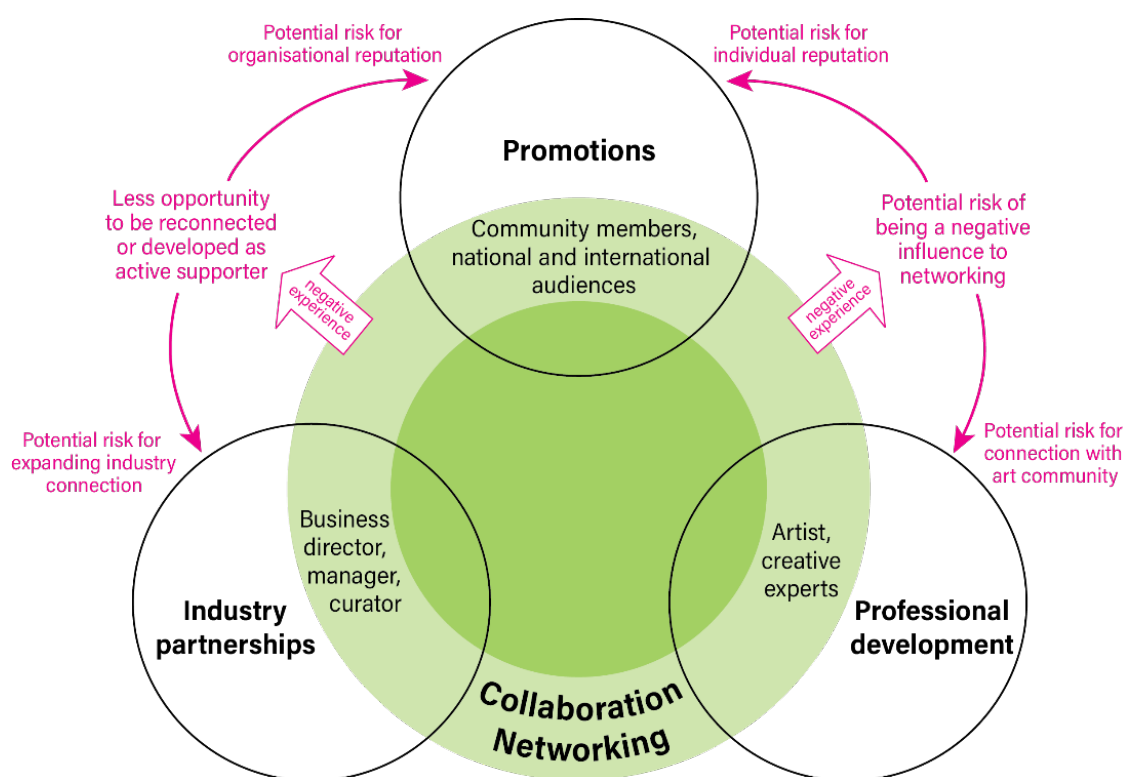 Potential risk for
organisational reputation
Potential risk for
individual reputation
Promotions
Less opportunity
to be reconnected
or developed as
active supporter
Potential risk of
being a negative
influence to
networking
Community members,
national and international
audiences
negative
experience
negative
experience
Potential risk for
expanding industry
connection
Potential risk for
connection with
art community
Business
director,
manager,
curator
Artist,
creative
experts
Industry
partnerships
Professional
development
Collaboration
Networking